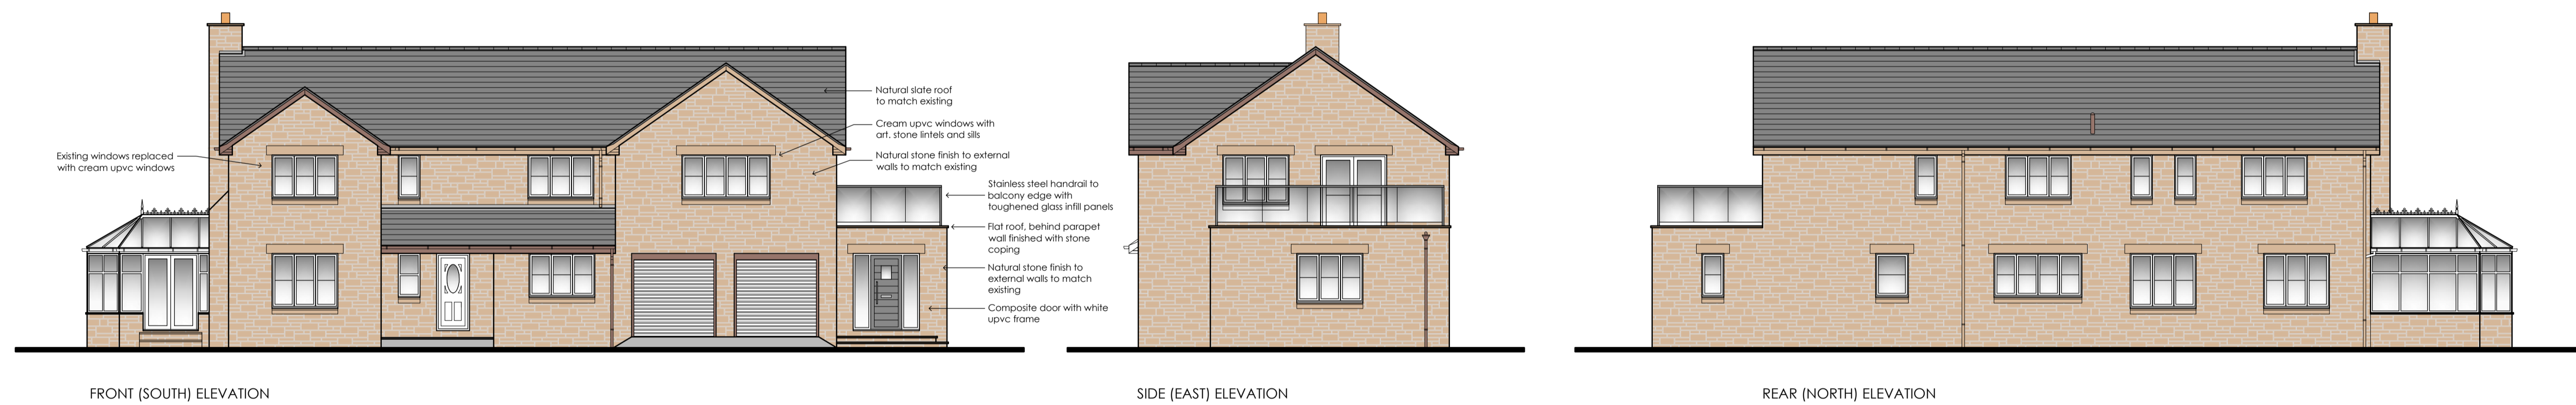 Natural slate roof
to match existing
Cream upvc windows with
art. stone lintels and sills
Existing windows replaced
with cream upvc windows
Natural stone finish to external
walls to match existing
Stainless steel handrail to
balcony edge with
toughened glass infill panels
Flat roof, behind parapet
wall finished with stone
coping
Natural stone finish to
external walls to match
existing
Composite door with white
upvc frame
FRONT (SOUTH) ELEVATION
SIDE (EAST) ELEVATION
REAR (NORTH) ELEVATION